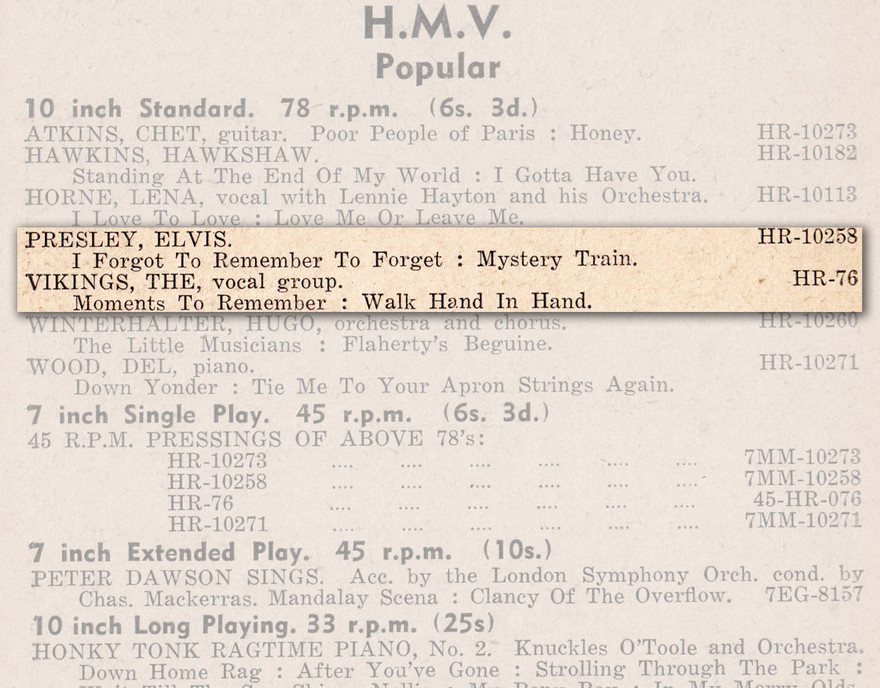 H.M.V.
Popular
10 inch Standard. 78 r.p.m. (6s. 3d.)
ATKINS, CHET, guitar. Poor People of Paris : Honey. HR-10273
HAWKINS, HAWKSHAW. HR-10182
Standing At The End Of My World : I Gotta Have You.
HORNE, LENA, vocal with Lennie Hayton and his Orchestra. HR-10113
I Love To Love : Love Me Or Leave Me.
PRESLEY, ELVIS. HR-10258
I Forgot To Remember To Forget : Mystery Train.
VIKINGS, THE, vocal group. HR-76
Moments To Remember : Walk Hand In Hand.
WINTERHALTER, HUGO, orchestra and chorus. HR-10260
The Little Musicians : Flaherty's Beguine.
WOOD, DEL, piano. HR-10271
Down Yonder : Tie Me To Your Apron Strings Again.
7 inch Single Play. 45 r.p.m. (6s. 3d.)
45 R.P.M. PRESSINGS OF ABOVE 78's:
HR-10273 .... .... .... .... .... .... 7MM-10273
HR-10258 .... .... .... .... .... .... 7MM-10258
HR-76 .... .... .... .... .... .... 45-HR-076
HR-10271 .... .... .... .... .... .... 7MM-10271
7 inch Extended Play. 45 r.p.m. (10s.)
PETER DAWSON SINGS. Acc. by the London Symphony Orch. cond. by
Chas. Mackerras. Mandalay Scena : Clancy Of The Overflow. 7EG-8157
10 inch Long Playing. 33 r.p.m. (25s)
HONKY TONK RAGTIME PIANO, No. 2. Knuckles O'Toole and Orchestra.
Down Home Rag : After You've Gone : Strolling Through The Park :